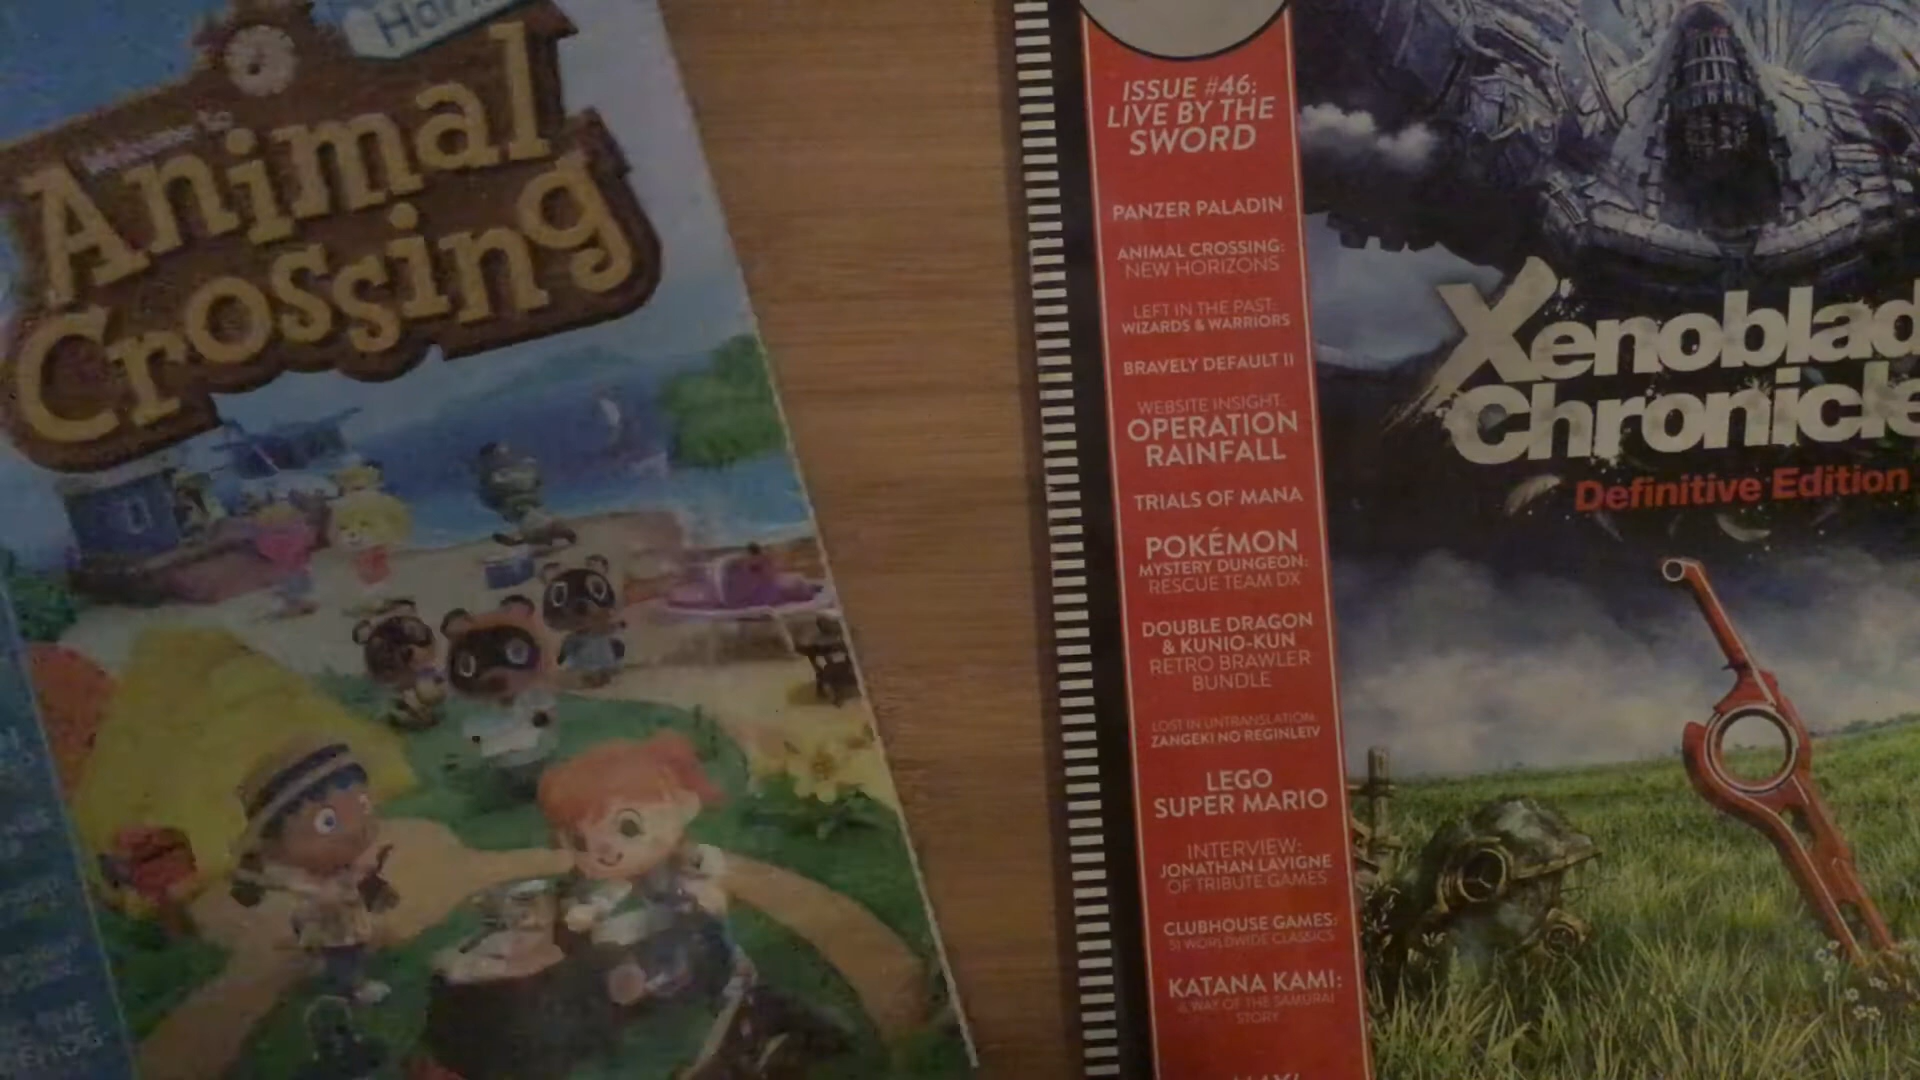 Animal
Crossing
ISSUE #46:
LIVE BY THE
SWORD
PANZER PALADIN
ANIMAL CROSSING:
NEW HORIZONS
LEFT IN THE PAST:
WIZARDS & WARRIORS
BRAVELY DEFAULT II
WEBSITE INSIGHT:
OPERATION
RAINFALL
TRIALS OF MANA
POKÉMON
MYSTERY DUNGEON:
RESCUE TEAM DX
DOUBLE DRAGON
& KUNIO-KUN
RETRO BRAWLER
BUNDLE
LOST IN UNTRANSLATION:
ZANGEKI NO REGINLEIV
LEGO
SUPER MARIO
INTERVIEW:
JONATHAN LAVIGNE
OF TRIBUTE GAMES
CLUBHOUSE GAMES:
51 WORLDWIDE CLASSICS
KATANA KAMI:
A WAY OF THE SAMURAI
STORY
Xenoblad
Chronicle
Definitive Edition